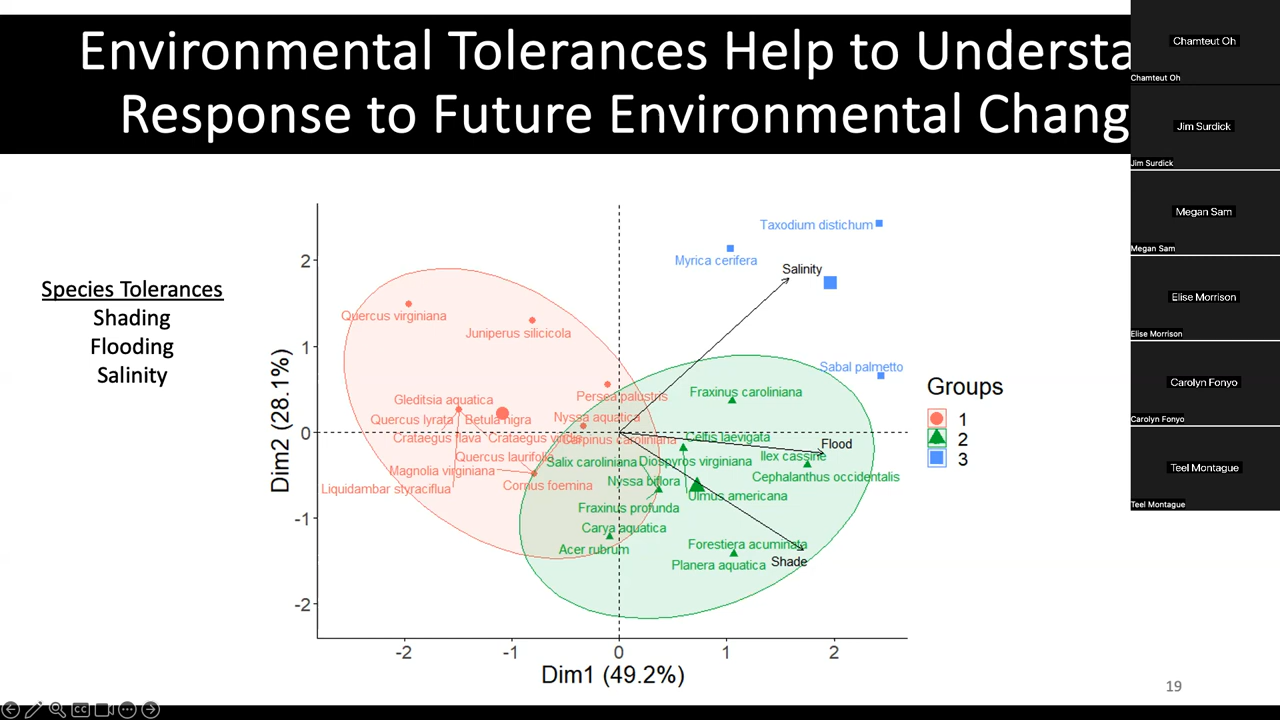 Environmental Tolerances Help to Understa
Response to Future Environmental Chang
Species Tolerances
Shading
Flooding
Salinity
Dim2 (28.1%)
2
1
0
-1
-2
Taxodium distichum
Myrica cerifera
Salinity
Quercus virginiana
Juniperus silicicola
Sabal palmetto
Persea palustris
Fraxinus caroliniana
Gleditsia aquatica
Quercus lyrata
Betula nigra
Nyssa aquatica
Crataegus flava
Crataegus viridis
Carpinus caroliniana
Celtis laevigata
Flood
Quercus laurifolia
Salix caroliniana
Diospyros virginiana
Ilex cassine
Magnolia virginiana
Cephalanthus occidentalis
Liquidambar styraciflua
Cornus foemina
Nyssa biflora
Ulmus americana
Fraxinus profunda
Carya aquatica
Acer rubrum
Forestiera acuminata
Planera aquatica
Shade
-2
-1
0
1
2
Dim1 (49.2%)
Groups
1
2
3
19
Chamteut Oh
Chamteut Oh
Jim Surdick
Jim Surdick
Megan Sam
Megan Sam
Elise Morrison
Elise Morrison
Carolyn Fonyo
Carolyn Fonyo
Teel Montague
Teel Montague
CC